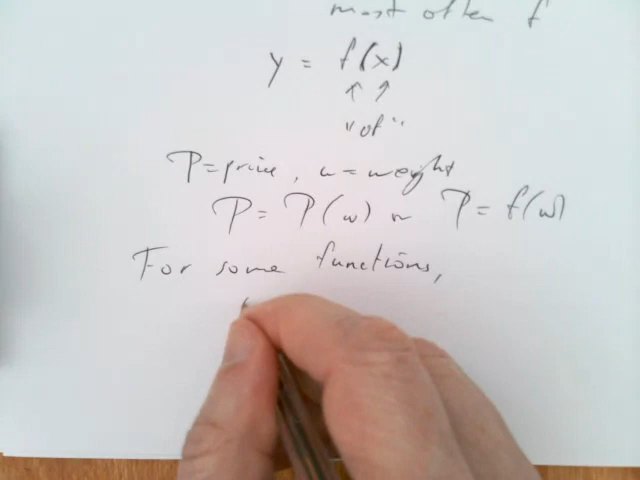 most often f
y = f(x)
"of"
P=price, w=weight
P= P(w) or P= f(w)
For some functions,